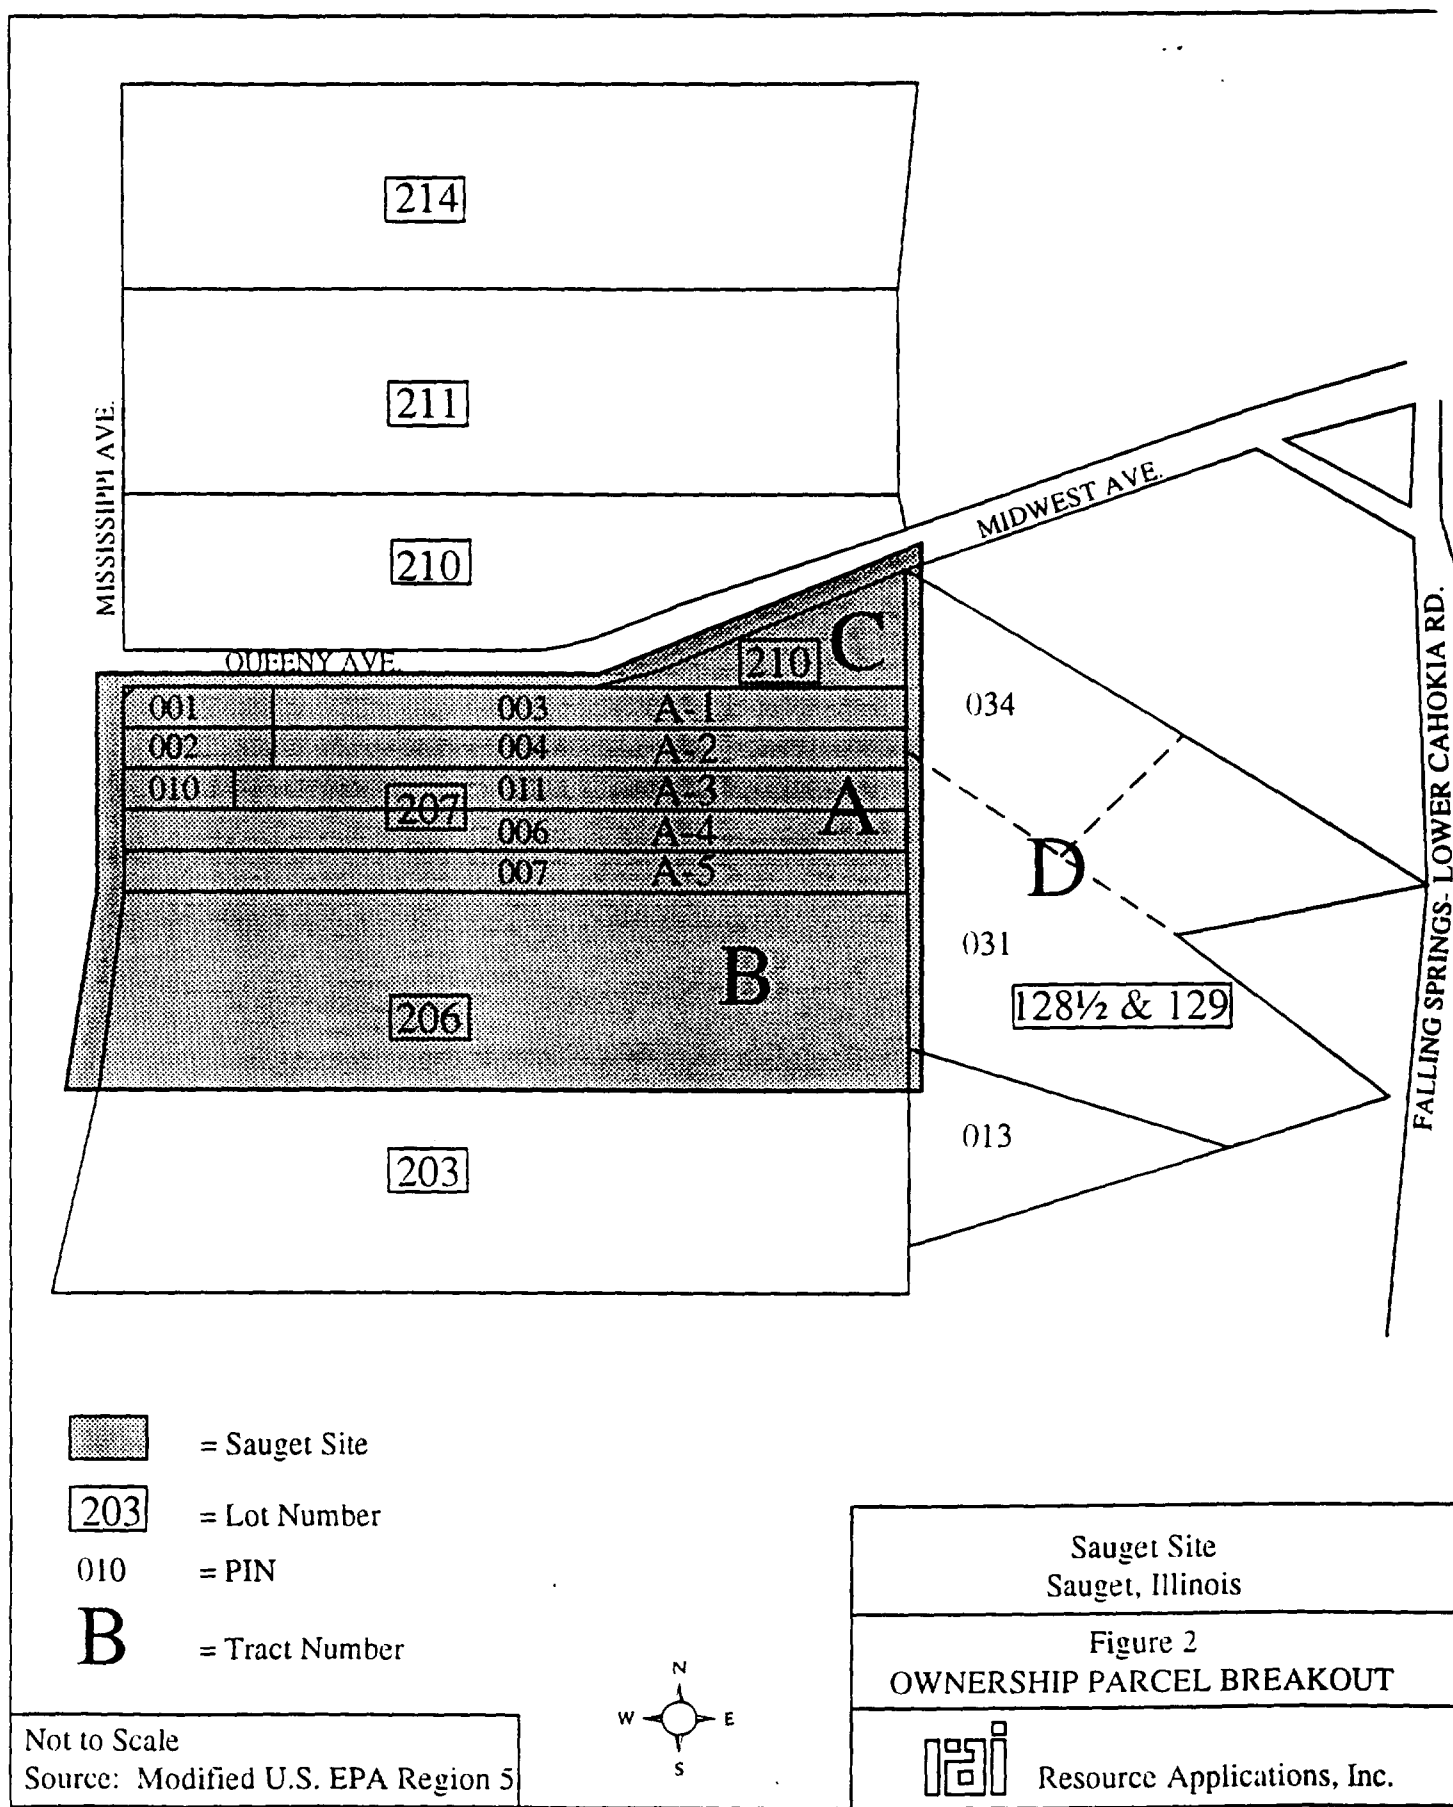 214
211
MISSISSIPPI AVE.
210
MIDWEST AVE.
QUEENY AVE.
C
210
001 003 A-1
002 004 A-2
010 011 A-3
207
A
006 A-4
007 A-5
034
D
B
031
206
128½ & 129
013
203
FALLING SPRINGS- LOWER CAHOKIA RD.
= Sauget Site
203 = Lot Number
010 = PIN
B = Tract Number
N
W E
S
Not to Scale
Source: Modified U.S. EPA Region 5
Sauget Site
Sauget, Illinois
Figure 2
OWNERSHIP PARCEL BREAKOUT
rai Resource Applications, Inc.